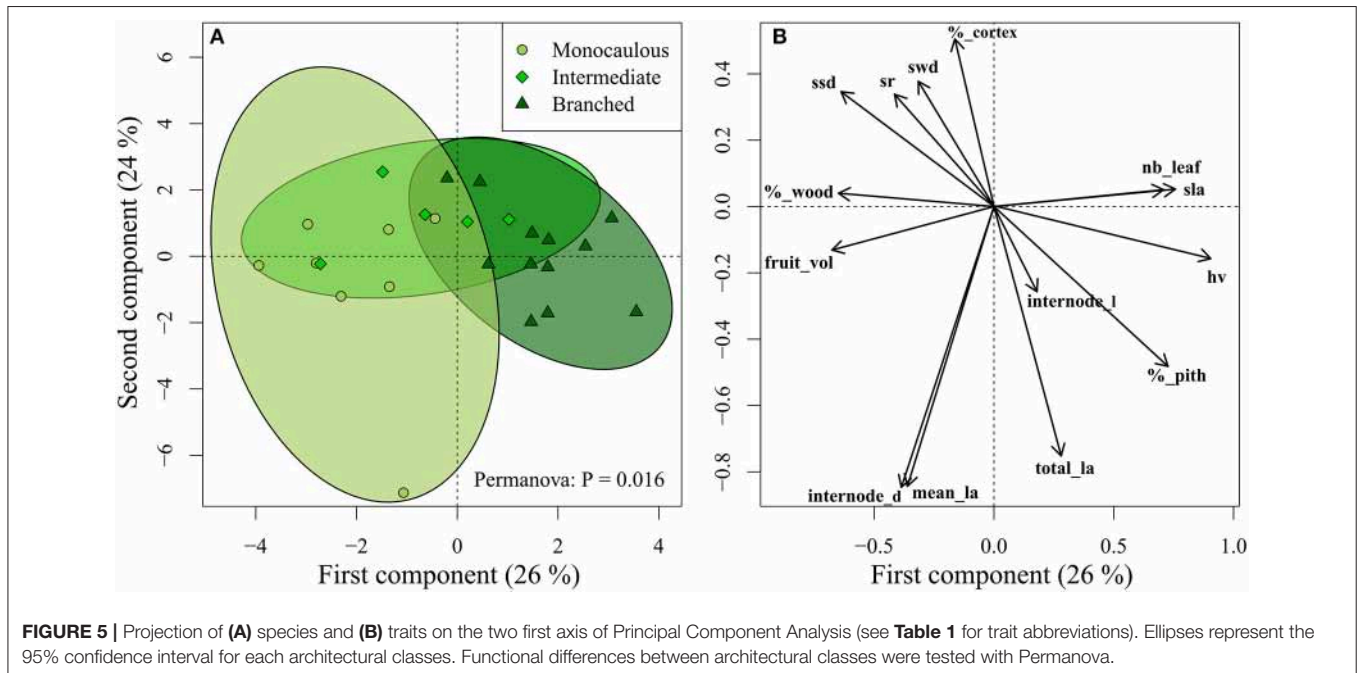 A
Monocaulous
Intermediate
Branched
Second component (24 %)
6
4
2
0
−2
−4
−6
Permanova: P = 0.016
−4
−2
0
2
4
First component (26 %)
B
%_cortex
swd
sr
ssd
nb_leaf
sla
%_wood
fruit_vol
hv
internode_l
%_pith
total_la
internode_d
mean_la
0.4
0.2
0.0
−0.2
−0.4
−0.6
−0.8
−0.5
0.0
0.5
1.0
First component (26 %)
FIGURE 5 | Projection of (A) species and (B) traits on the two first axis of Principal Component Analysis (see Table 1 for trait abbreviations). Ellipses represent the
95% confidence interval for each architectural classes. Functional differences between architectural classes were tested with Permanova.